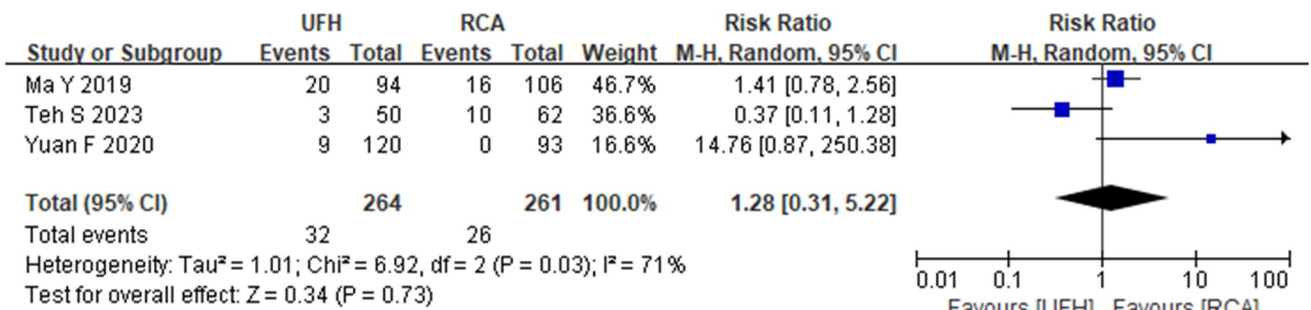 UFH RCA Risk Ratio Risk Ratio
Study or Subgroup Events Total Events Total Weight M-H, Random, 95% CI M-H, Random, 95% CI
Ma Y 2019 20 94 16 106 46.7% 1.41 [0.78, 2.56]
Teh S 2023 3 50 10 62 36.6% 0.37 [0.11, 1.28]
Yuan F 2020 9 120 0 93 16.6% 14.76 [0.87, 250.38]
Total (95% CI) 264 261 100.0% 1.28 [0.31, 5.22]
Total events 32 26
Heterogeneity: Tau² = 1.01; Chi² = 6.92, df = 2 (P = 0.03); I² = 71%
Test for overall effect: Z = 0.34 (P = 0.73)
0.01 0.1 1 10 100
Favours [UFH] Favours [RCA]